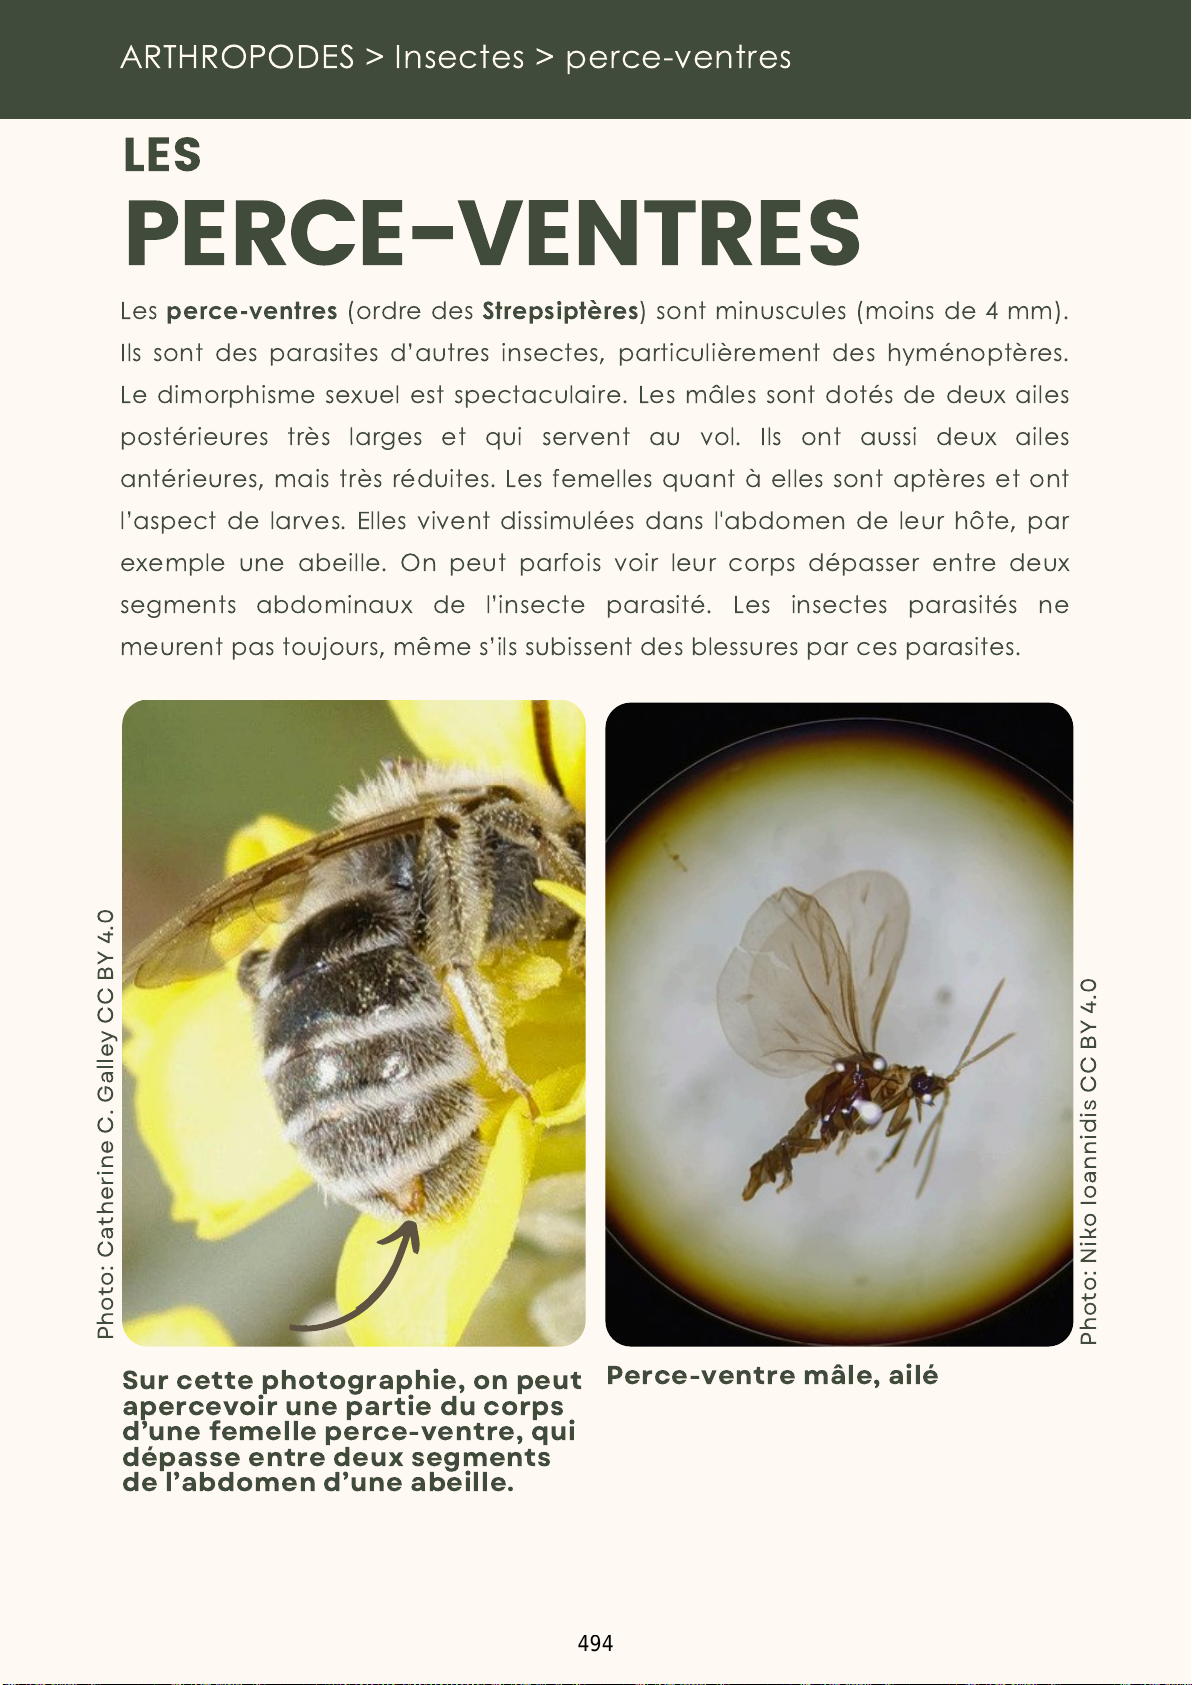 ARTHROPODES > Insectes > perce-ventres
LES
PERCE-VENTRES
Les perce-ventres (ordre des Strepsiptères) sont minuscules (moins de 4 mm).
Ils sont des parasites d’autres insectes, particulièrement des hyménoptères.
Le dimorphisme sexuel est spectaculaire. Les mâles sont dotés de deux ailes
postérieures très larges et qui servent au vol. Ils ont aussi deux ailes
antérieures, mais très réduites. Les femelles quant à elles sont aptères et ont
l’aspect de larves. Elles vivent dissimulées dans l'abdomen de leur hôte, par
exemple une abeille. On peut parfois voir leur corps dépasser entre deux
segments abdominaux de l’insecte parasité. Les insectes parasités ne
meurent pas toujours, même s’ils subissent des blessures par ces parasites.
Photo: Catherine C. Galley CC BY 4.0
Photo: Niko Ioannidis CC BY 4.0
Sur cette photographie, on peut
apercevoir une partie du corps
d’une femelle perce-ventre, qui
dépasse entre deux segments
de l’abdomen d’une abeille.
Perce-ventre mâle, ailé
494